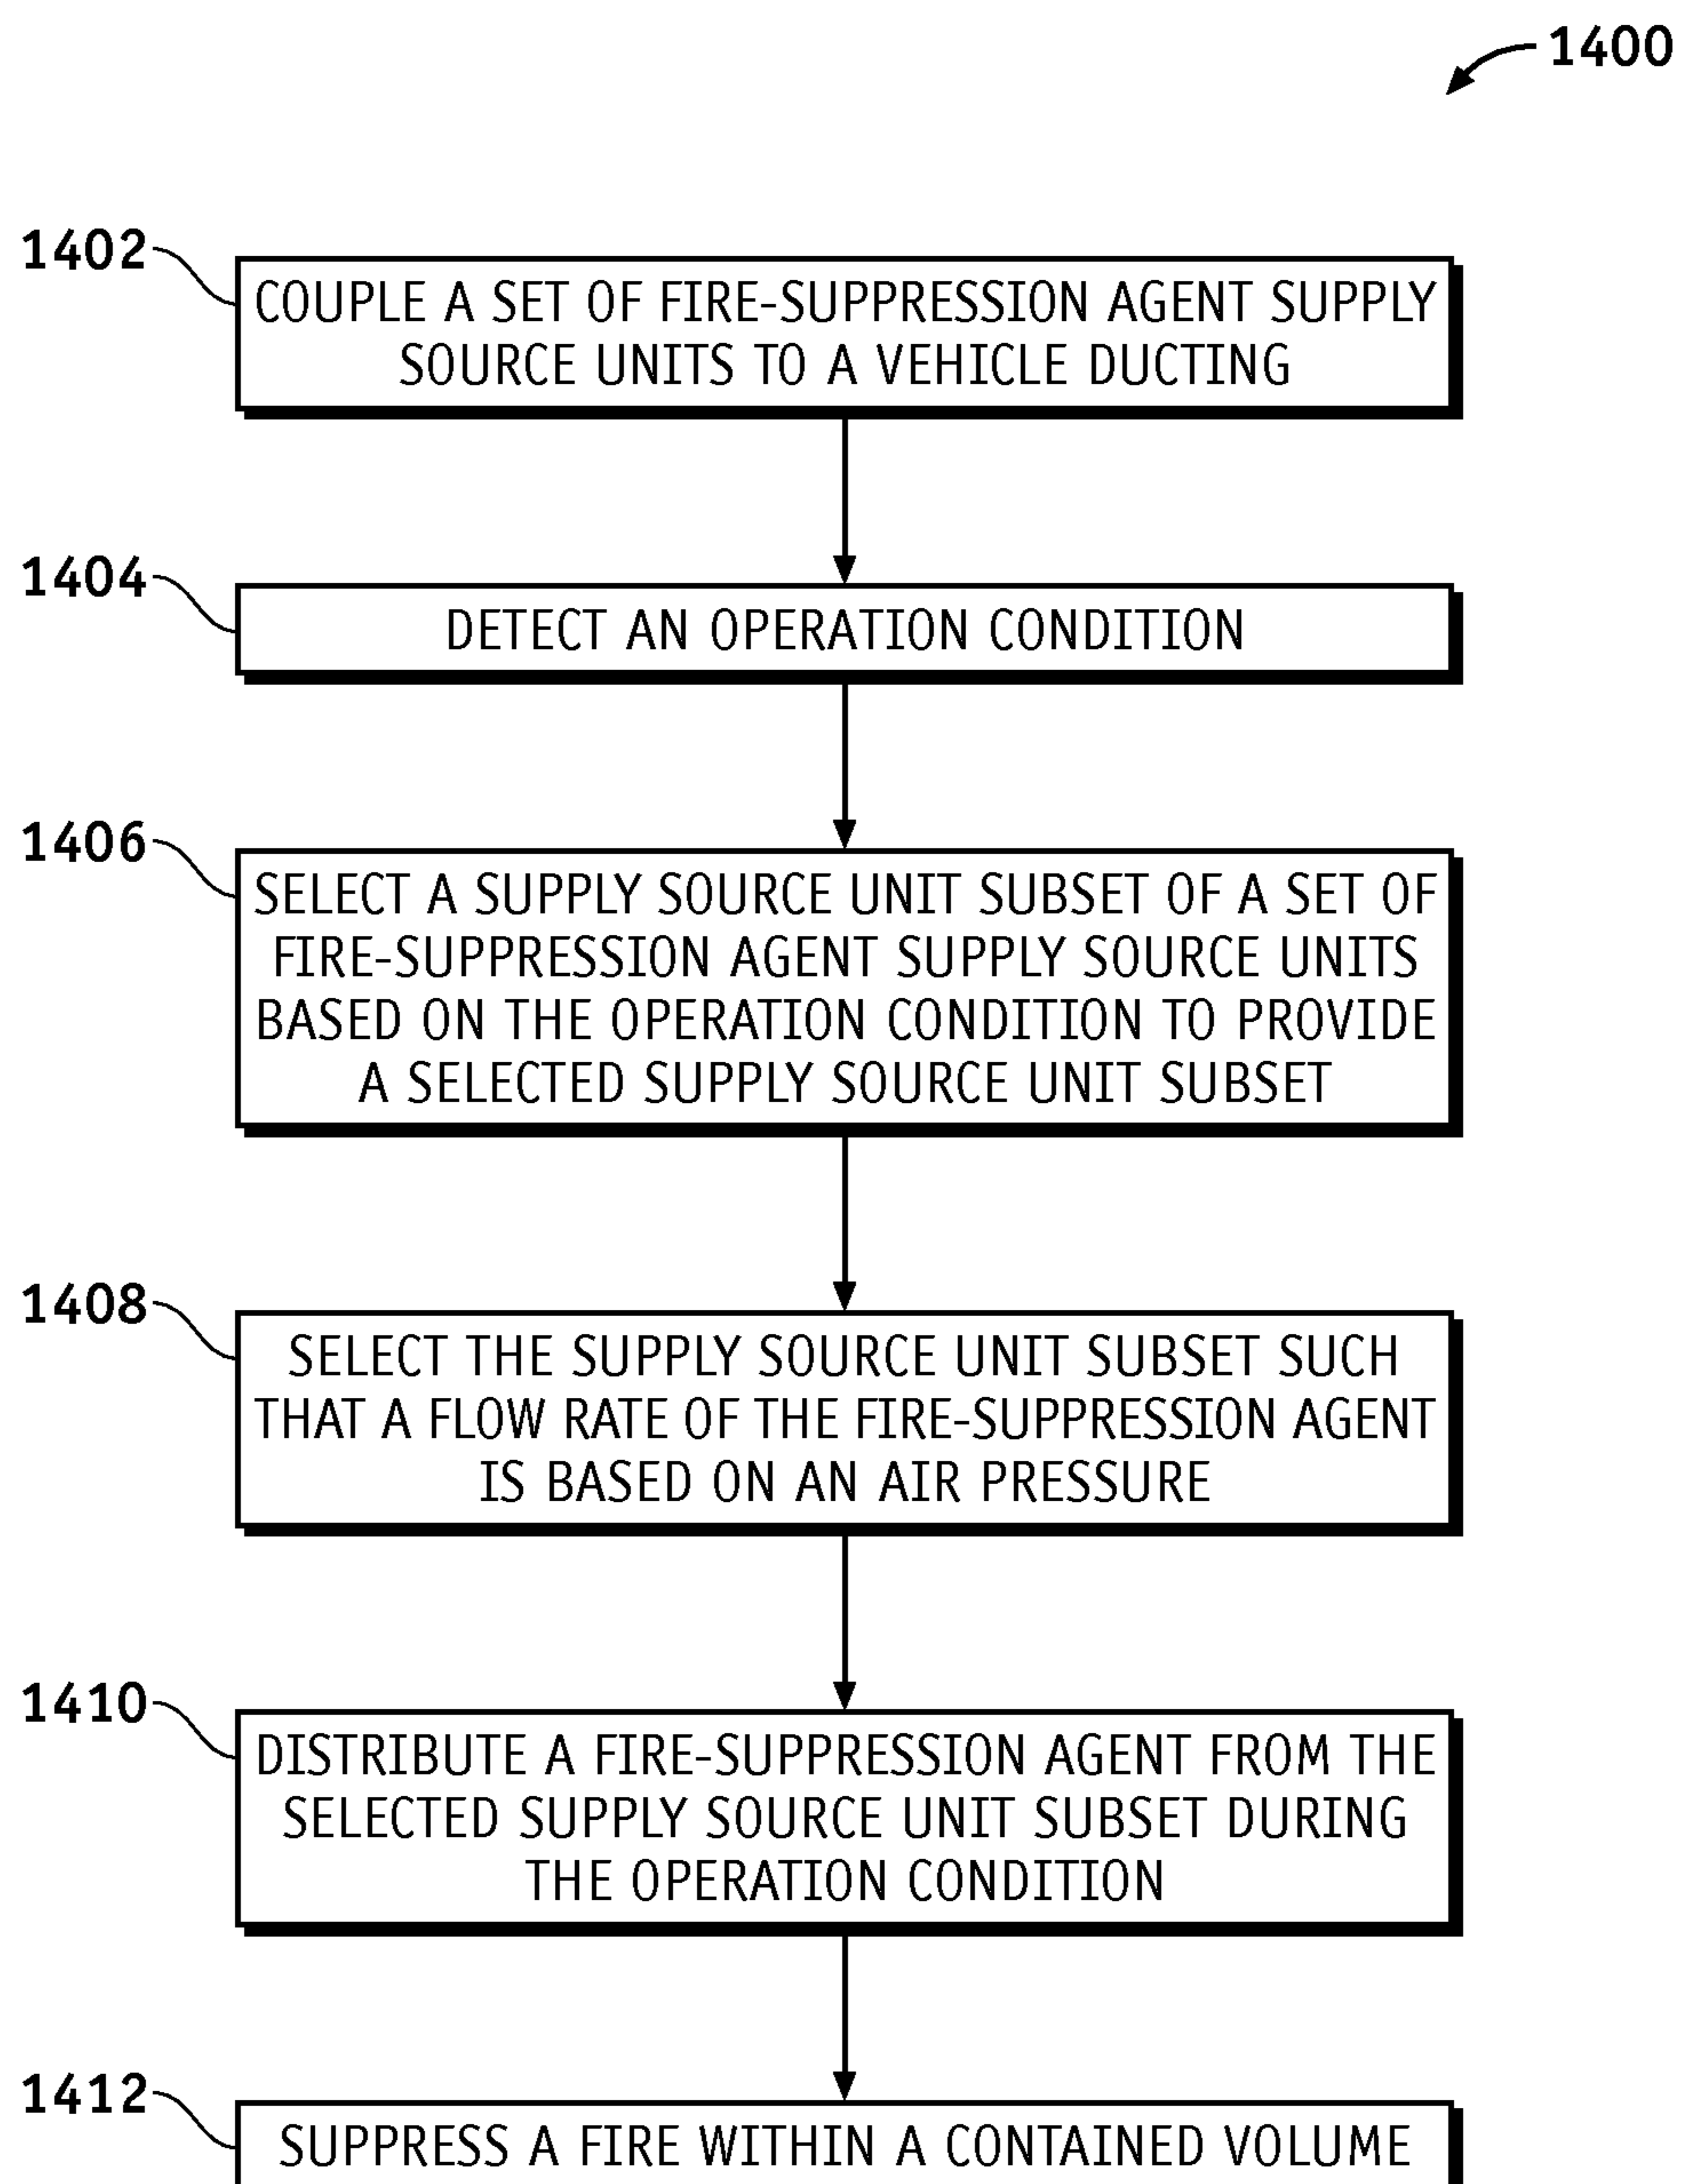 1400
1402
COUPLE A SET OF FIRE-SUPPRESSION AGENT SUPPLY
SOURCE UNITS TO A VEHICLE DUCTING
1404
DETECT AN OPERATION CONDITION
1406
SELECT A SUPPLY SOURCE UNIT SUBSET OF A SET OF
FIRE-SUPPRESSION AGENT SUPPLY SOURCE UNITS
BASED ON THE OPERATION CONDITION TO PROVIDE
A SELECTED SUPPLY SOURCE UNIT SUBSET
1408
SELECT THE SUPPLY SOURCE UNIT SUBSET SUCH
THAT A FLOW RATE OF THE FIRE-SUPPRESSION AGENT
IS BASED ON AN AIR PRESSURE
1410
DISTRIBUTE A FIRE-SUPPRESSION AGENT FROM THE
SELECTED SUPPLY SOURCE UNIT SUBSET DURING
THE OPERATION CONDITION
1412
SUPPRESS A FIRE WITHIN A CONTAINED VOLUME